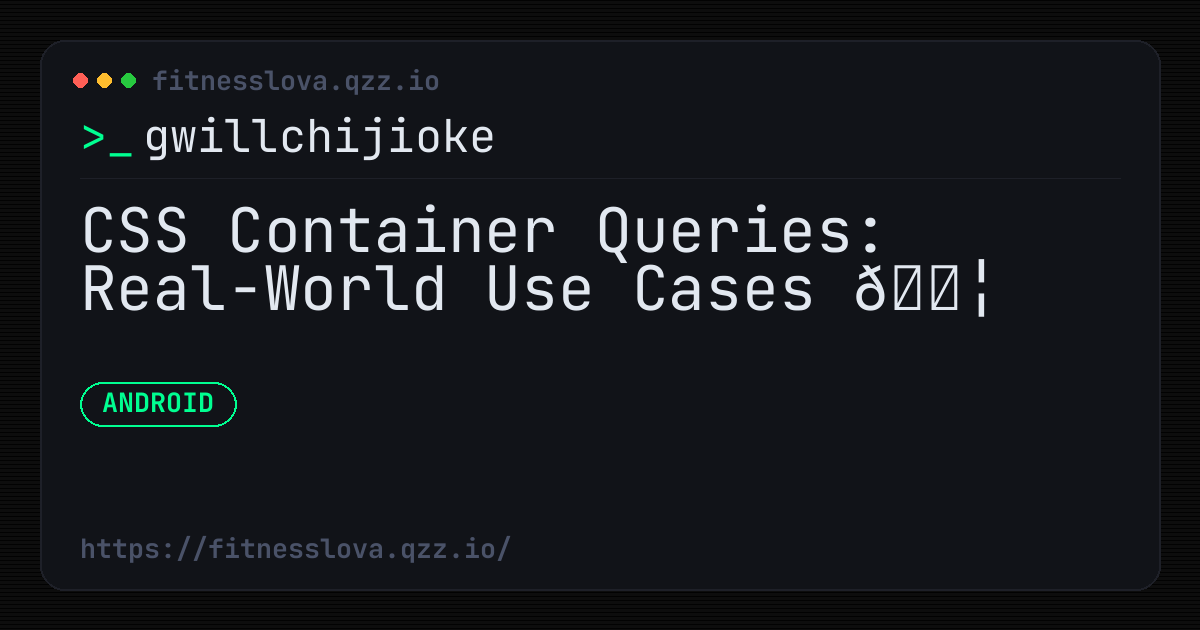 fitnesslova.qzz.io
>_ gwillchijioke
CSS Container Queries:
Real-World Use Cases ð¦
ANDROID
https://fitnesslova.qzz.io/